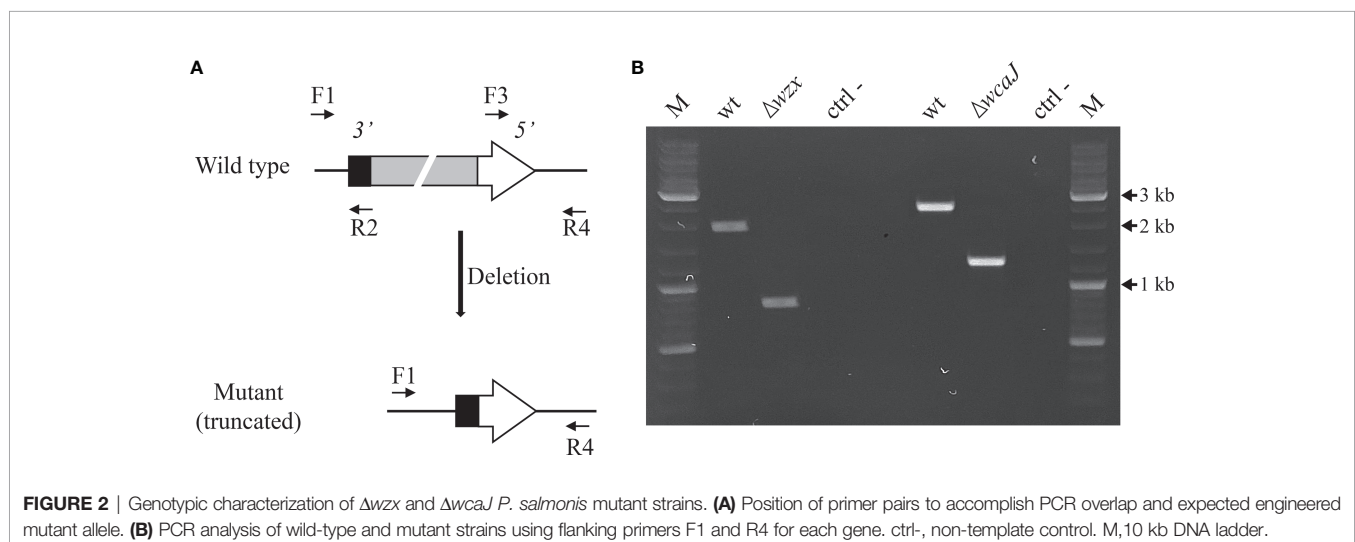 A
F1
F3
3’
5’
Wild type
R2
R4
Deletion
F1
Mutant
(truncated)
R4
B
M
wt
Δwzx
ctrl -
wt
ΔwcaJ
ctrl -
M
3 kb
2 kb
1 kb
FIGURE 2 | Genotypic characterization of Δwzx and ΔwcaJ P. salmonis mutant strains. (A) Position of primer pairs to accomplish PCR overlap and expected engineered
mutant allele. (B) PCR analysis of wild-type and mutant strains using flanking primers F1 and R4 for each gene. ctrl-, non-template control. M,10 kb DNA ladder.